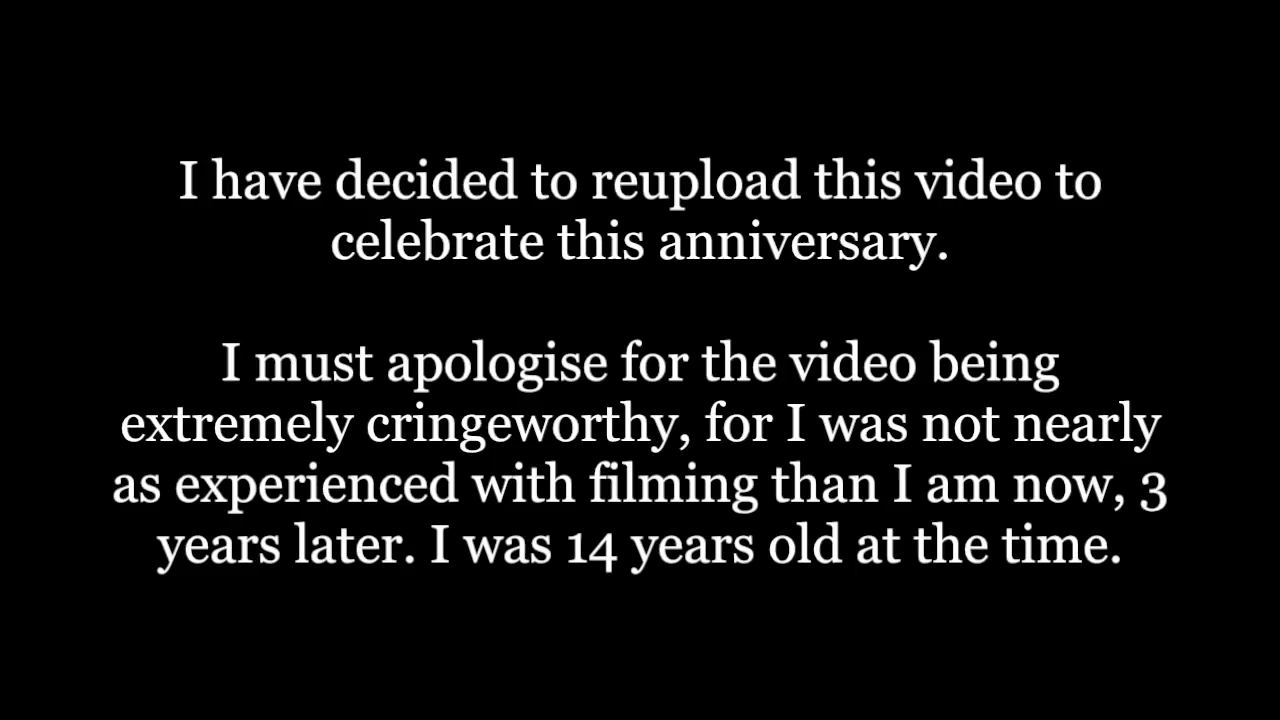 I have decided to reupload this video to
celebrate this anniversary.
I must apologise for the video being
extremely cringeworthy, for I was not nearly
as experienced with filming than I am now, 3
years later. I was 14 years old at the time.